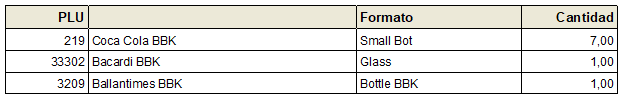 PLU Formato Cantidad
219 Coca Cola BBK Small Bot 7,00
33302 Bacardi BBK Glass 1,00
3209 Ballantimes BBK Bottle BBK 1,00